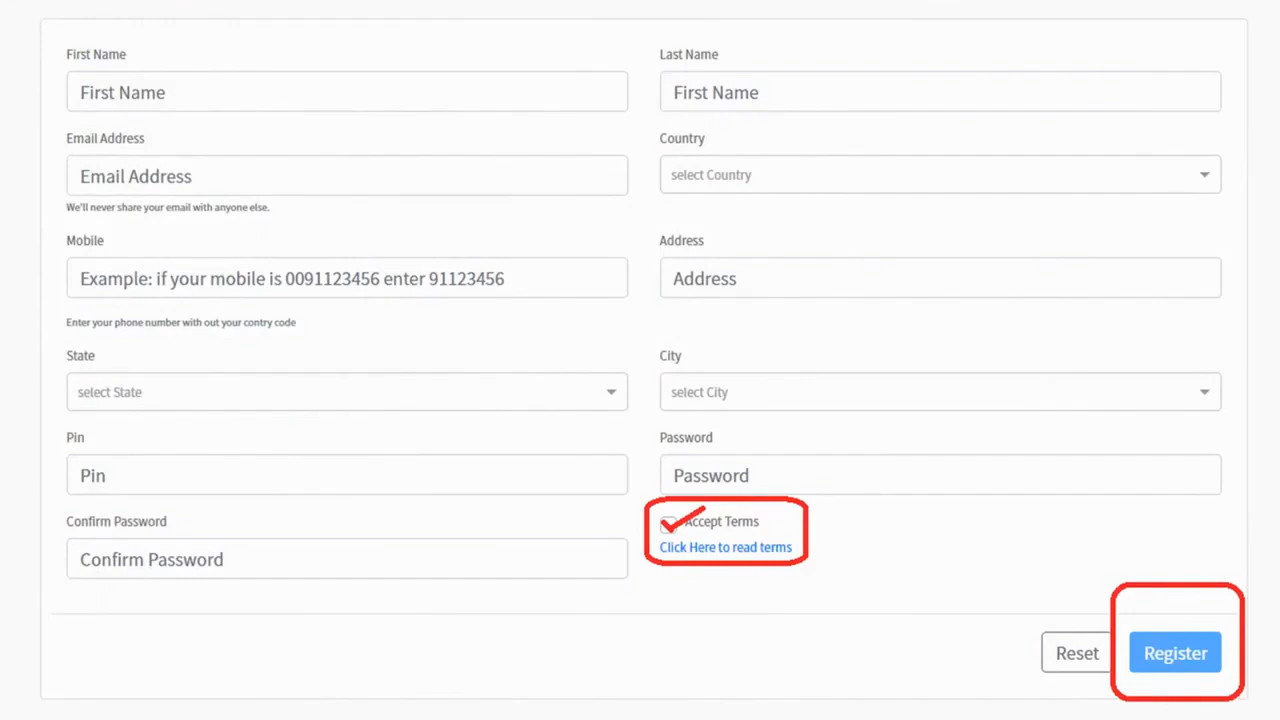 First Name
Last Name
First Name
First Name
Email Address
Country
Email Address
select Country
We'll never share your email with anyone else.
Mobile
Address
Example: if your mobile is 0091123456 enter 91123456
Address
Enter your phone number with out your contry code
State
City
select State
select City
Pin
Password
Pin
Password
Confirm Password
Accept Terms
Click Here to read terms
Confirm Password
Reset
Register